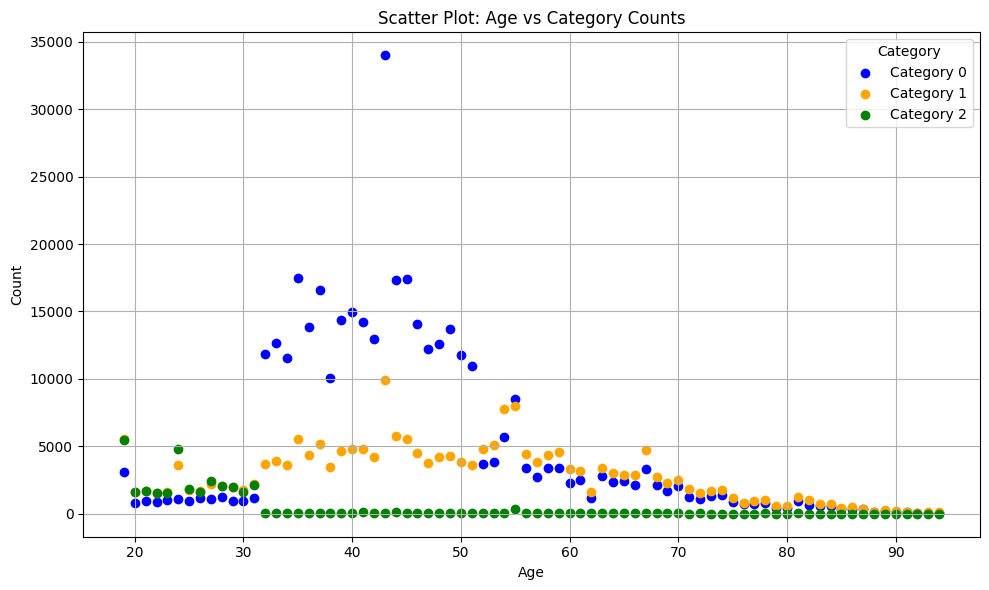 Scatter Plot: Age vs Category Counts
35000
30000
25000
20000
15000
10000
5000
0
Count
Category
Category 0
Category 1
Category 2
20 30 40 50 60 70 80 90
Age